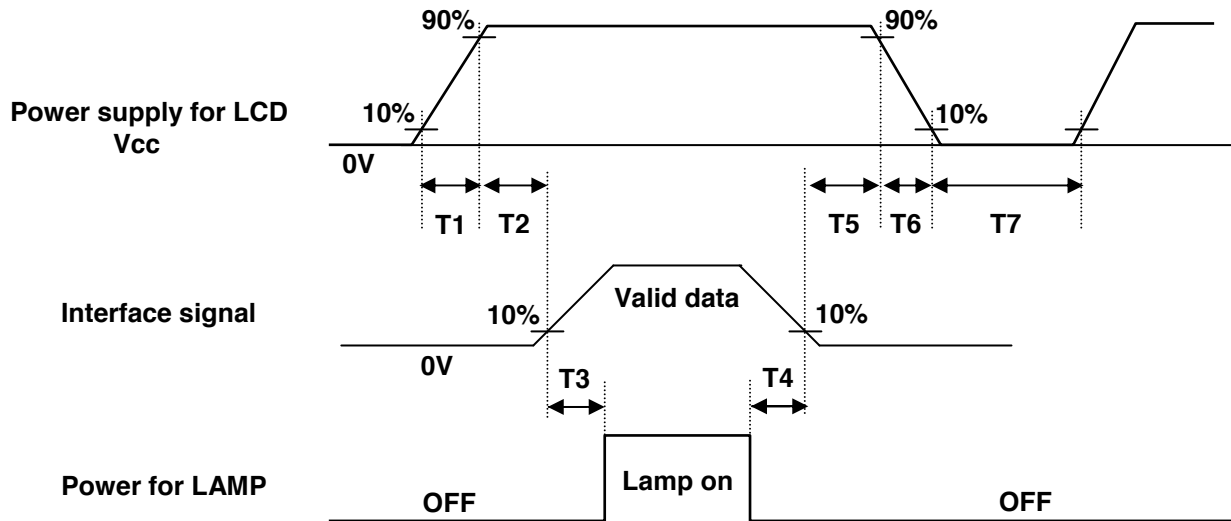 90%
90%
Power supply for LCD
Vcc
10%
10%
0V
T1
T2
T5
T6
T7
Interface signal
Valid data
10%
10%
0V
T3
T4
Power for LAMP
Lamp on
OFF
OFF